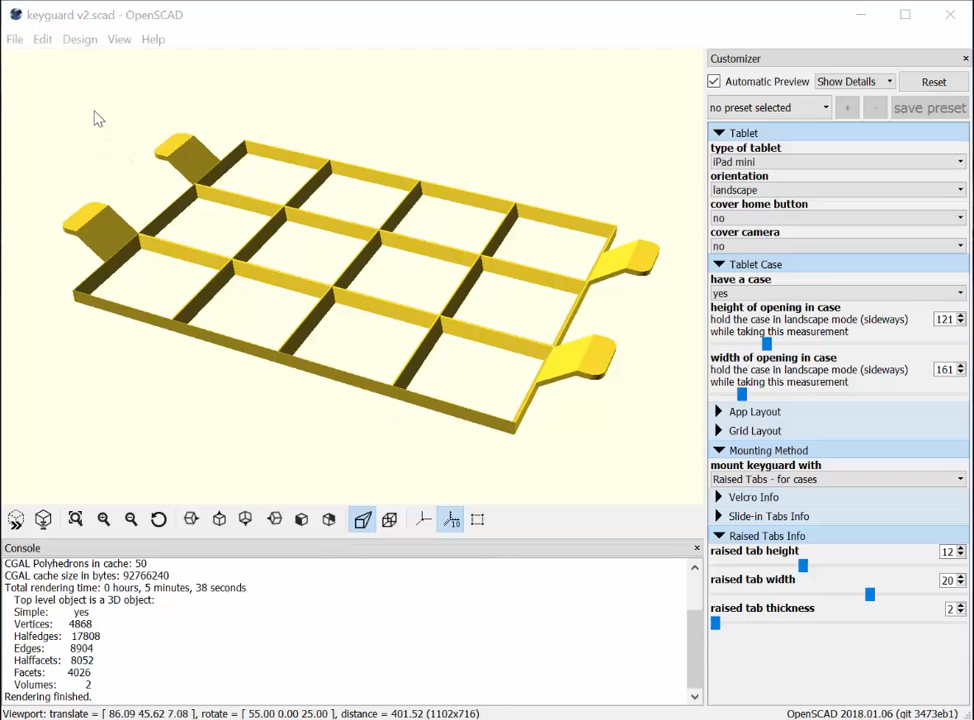 keyguard v2.scad - OpenSCAD
File Edit Design View Help
Customizer
Automatic Preview Show Details Reset
no preset selected + - save preset
Tablet
type of tablet
iPad mini
orientation
landscape
cover home button
no
cover camera
no
Tablet Case
have a case
yes
height of opening in case
hold the case in landscape mode (sideways) 121
while taking this measurement
width of opening in case
hold the case in landscape mode (sideways) 161
while taking this measurement
App Layout
Grid Layout
Mounting Method
mount keyguard with
Raised Tabs - for cases
Velcro Info
Slide-in Tabs Info
Raised Tabs Info
raised tab height 12
raised tab width 20
raised tab thickness 2
10
Console
CGAL Polyhedrons in cache: 50
CGAL cache size in bytes: 92766240
Total rendering time: 0 hours, 5 minutes, 38 seconds
Top level object is a 3D object:
Simple: yes
Vertices: 4868
Halfedges: 17808
Edges: 8904
Halffacets: 8052
Facets: 4026
Volumes: 2
Rendering finished.
Viewport: translate = [ 86.09 45.62 7.08 ], rotate = [ 55.00 0.00 25.00 ], distance = 401.52 (1102x716) OpenSCAD 2018.01.06 (git 3473eb1)